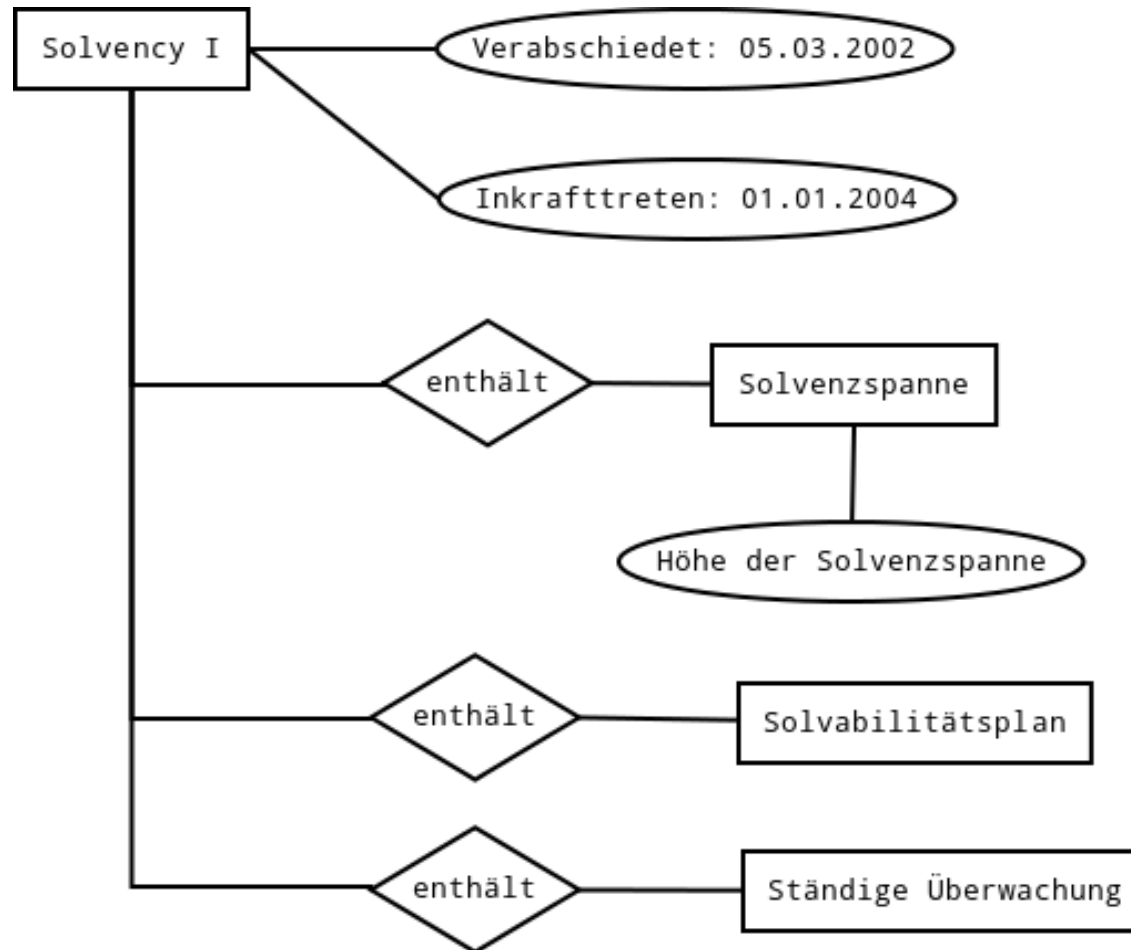 Solvency I
Verabschiedet: 05.03.2002
Inkrafttreten: 01.01.2004
enthält
Solvenzspanne
Höhe der Solvenzspanne
enthält
Solvabilitätsplan
enthält
Ständige Überwachung